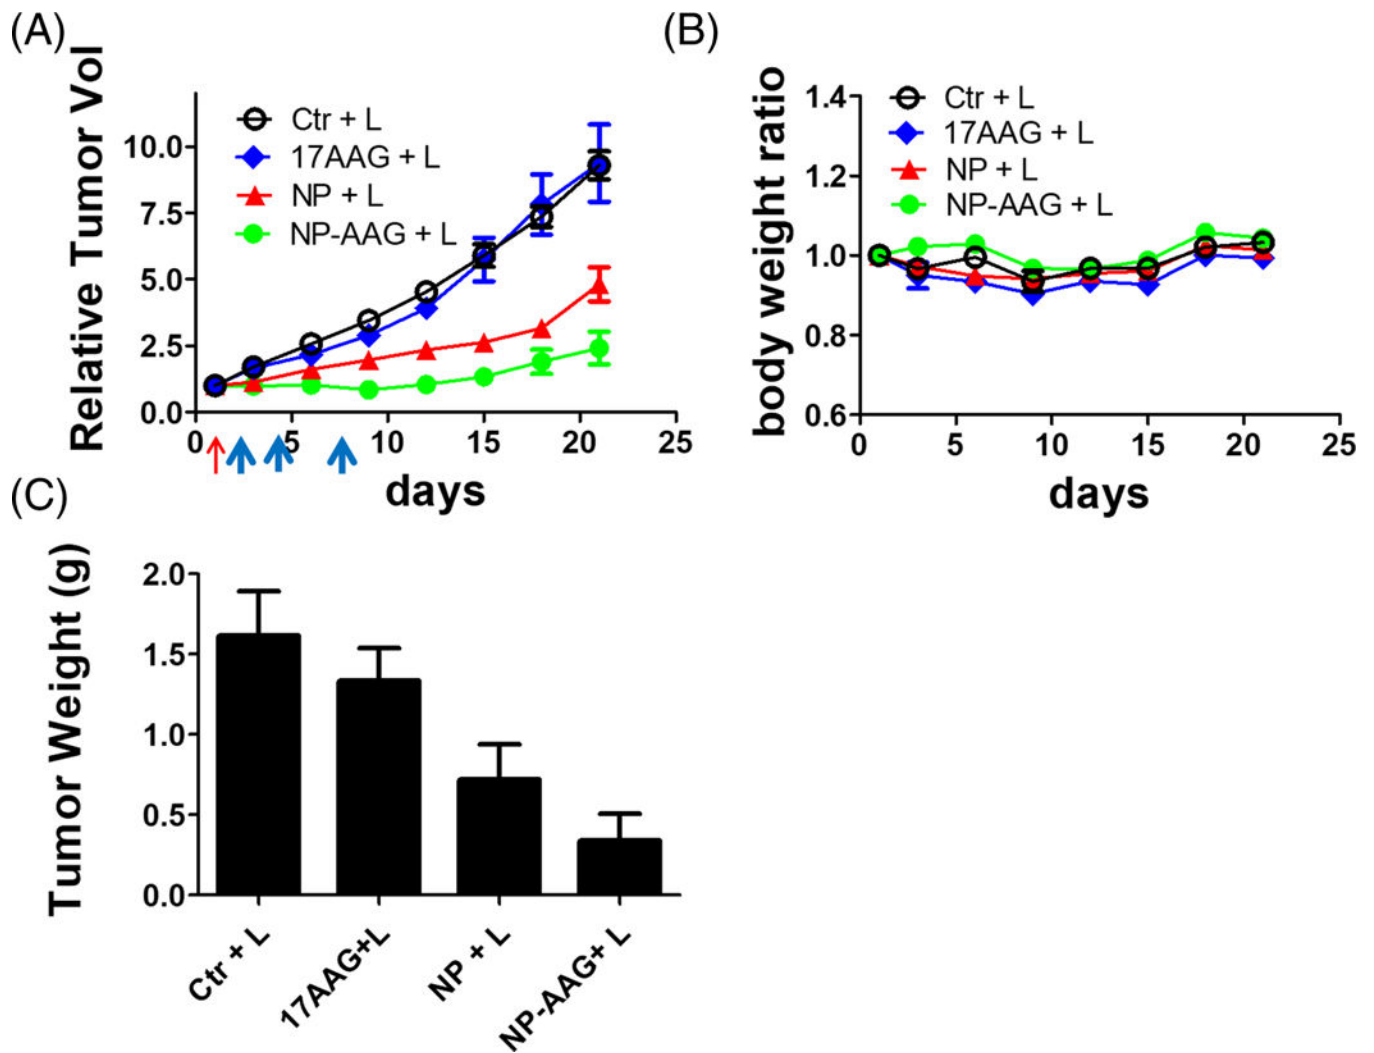 (A)
Relative Tumor Vol
10.0
7.5
5.0
2.5
0.0
Ctr + L
17AAG + L
NP + L
NP-AAG + L
0 5 10 15 20 25
days
(B)
body weight ratio
1.4
1.2
1.0
0.8
0.6
Ctr + L
17AAG + L
NP + L
NP-AAG + L
0 5 10 15 20 25
days
(C)
Tumor Weight (g)
2.0
1.5
1.0
0.5
0.0
Ctr + L
17AAG+L
NP + L
NP-AAG+ L